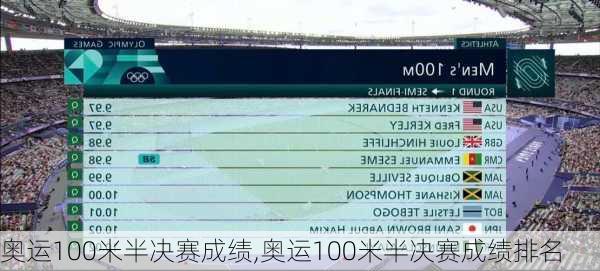 ATHLETICS OLYMPIC GAMES
MEN'S 100M
ROUND 1 → SEMI-FINALS
USA KENNETH BEDNAREK 9.97 Q
USA FRED KERLEY 9.97 Q
GBR LOUIE HINCHLIFFE 9.98 Q
CMR EMMANUEL ESEME SB 9.98 Q
JAM OBLIQUE SEVILLE 9.99 Q
JAM KISHANE THOMPSON 10.00 Q
BOT LETSILE TEBOGO 10.01 Q
JPN SANI BROWN ABDUL HAKIM 10.02 Q
奥运100米半决赛成绩,奥运100米半决赛成绩排名